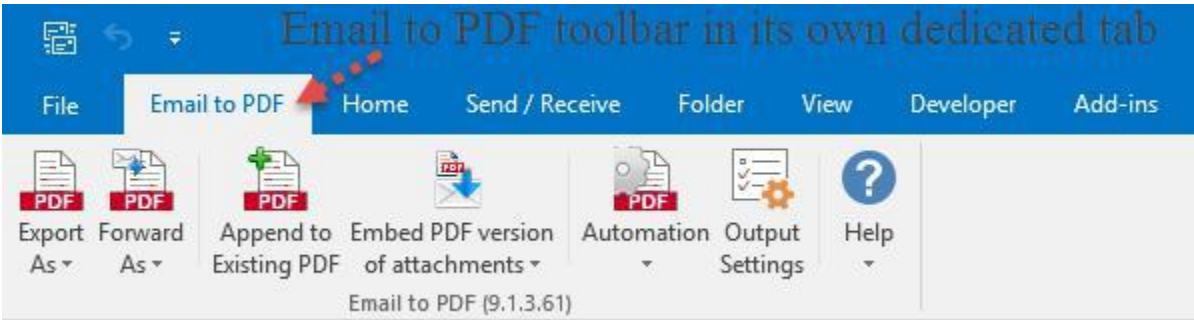 Email to PDF toolbar in its own dedicated tab
File Email to PDF Home Send / Receive Folder View Developer Add-ins
PDF PDF PDF PDF PDF
Export Forward Append to Embed PDF version Automation Output Help
As As Existing PDF of attachments Settings
Email to PDF (9.1.3.61)